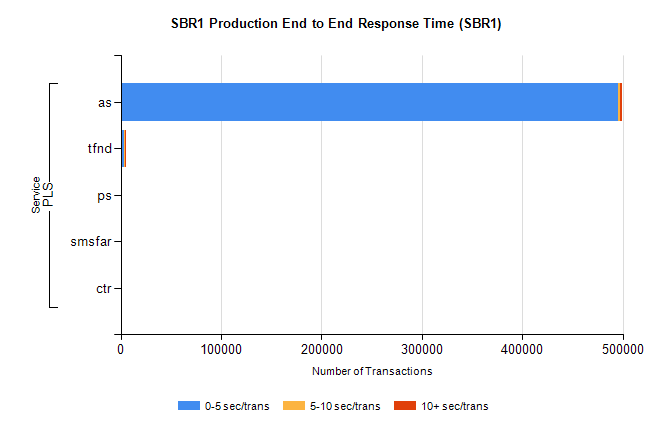 SBR1 Production End to End Response Time (SBR1)
as
tfnd
ps
smsfar
ctr
Service
PLS
0 100000 200000 300000 400000 500000
Number of Transactions
0-5 sec/trans 5-10 sec/trans 10+ sec/trans